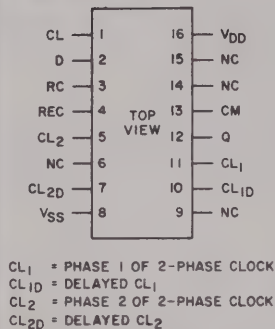 CL 1 16 VDD
D 2 15 NC
RC 3 14 NC
REC 4 TOP 13 CM
CL2 5 VIEW 12 Q
NC 6 11 CL1
CL2D 7 10 CL1D
VSS 8 9 NC
CL1 = PHASE 1 OF 2-PHASE CLOCK
CL1D = DELAYED CL1
CL2 = PHASE 2 OF 2-PHASE CLOCK
CL2D = DELAYED CL2